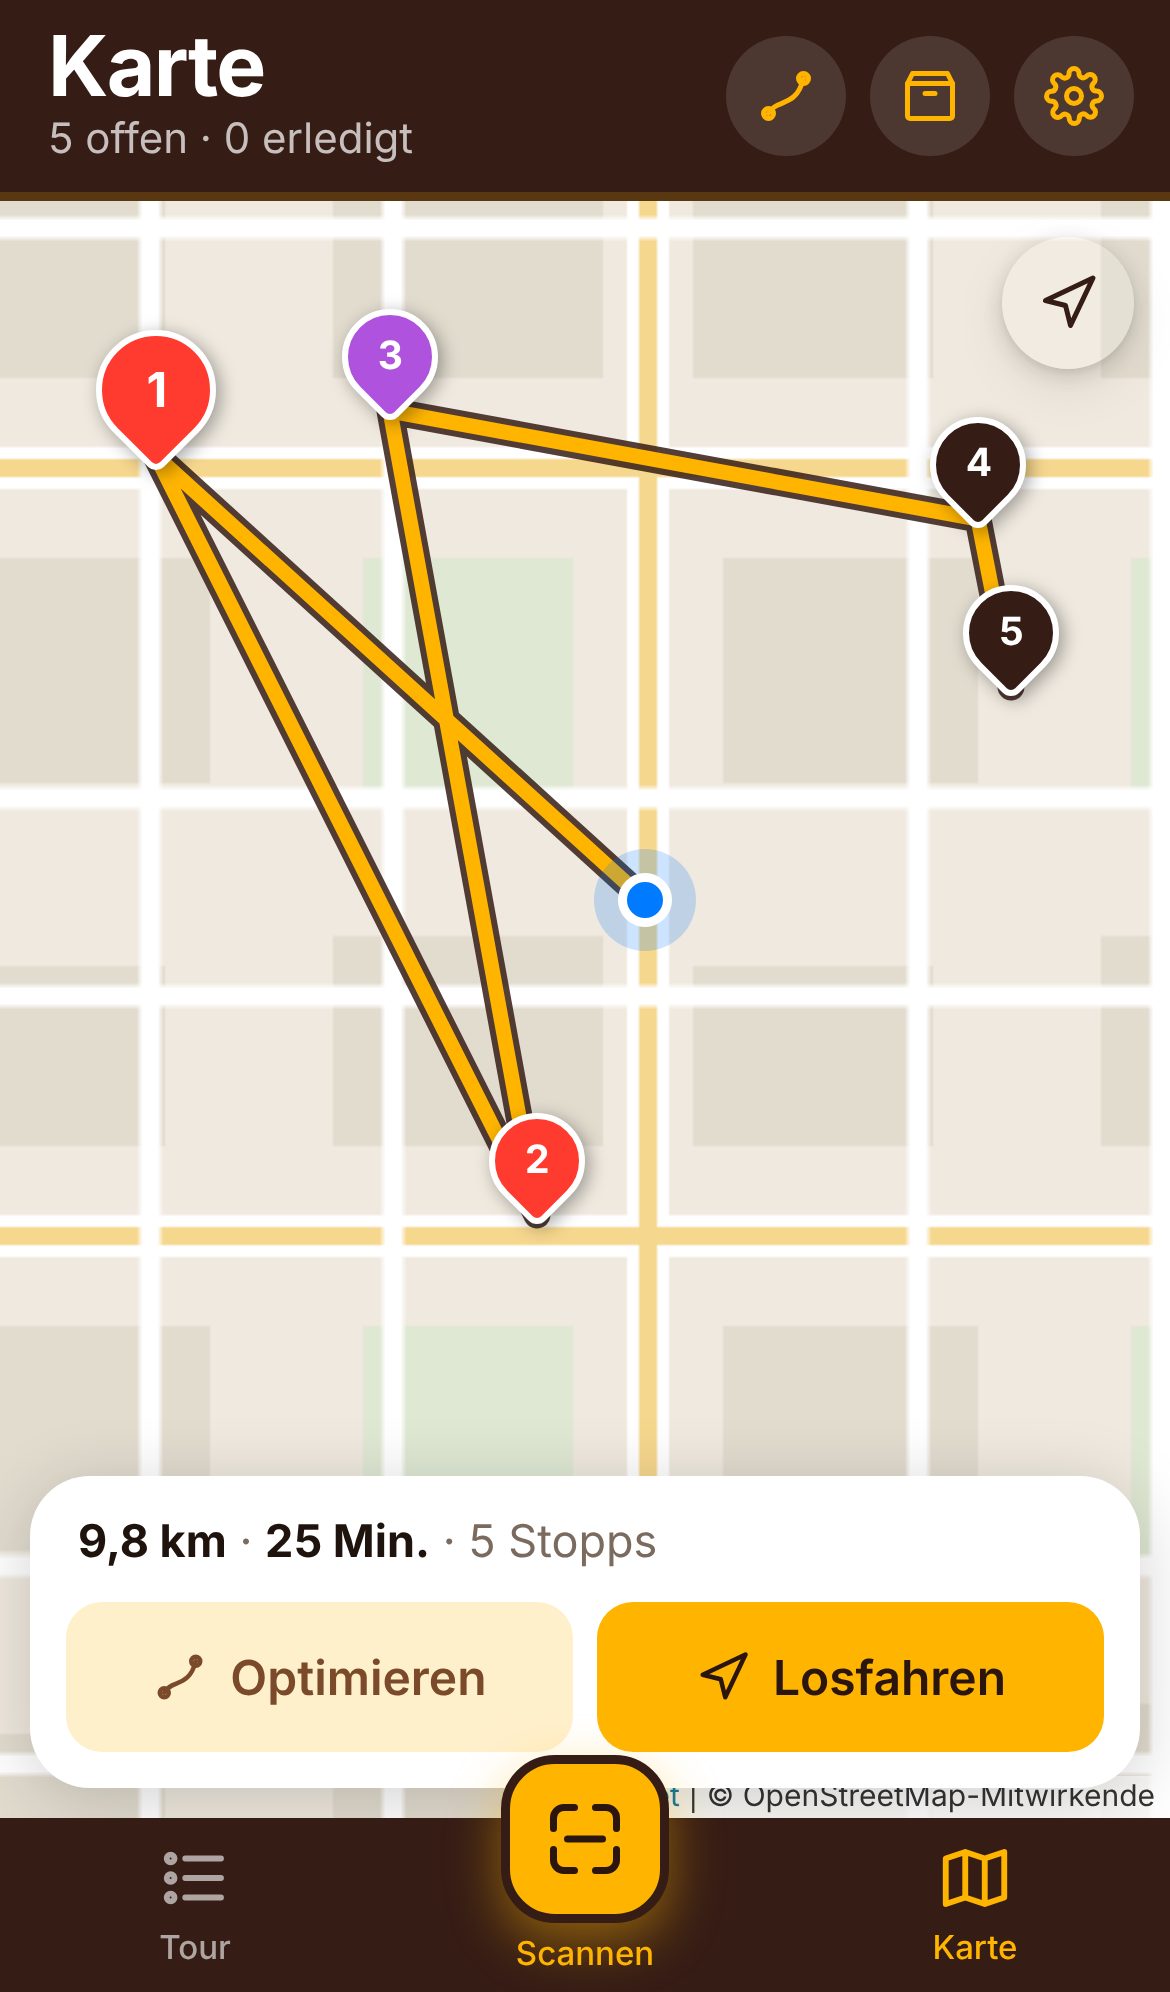 Karte
5 offen · 0 erledigt
1
3
4
5
2
9,8 km · 25 Min. · 5 Stopps
Optimieren
Losfahren
| © OpenStreetMap-Mitwirkende
Tour
Scannen
Karte